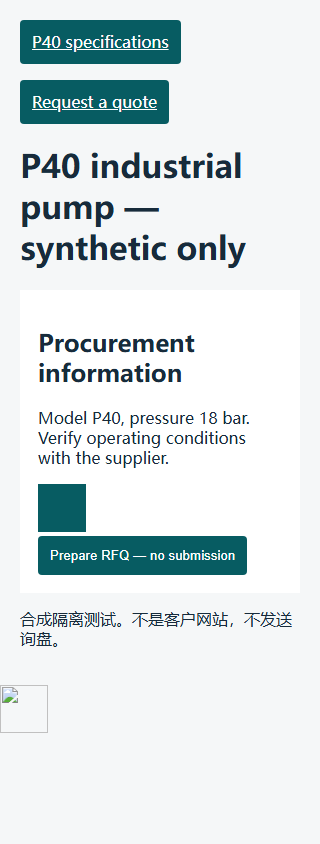 P40 specifications
Request a quote
P40 industrial
pump —
synthetic only
Procurement
information
Model P40, pressure 18 bar.
Verify operating conditions
with the supplier.
Prepare RFQ — no submission
合成隔离测试。不是客户网站，不发送
询盘。